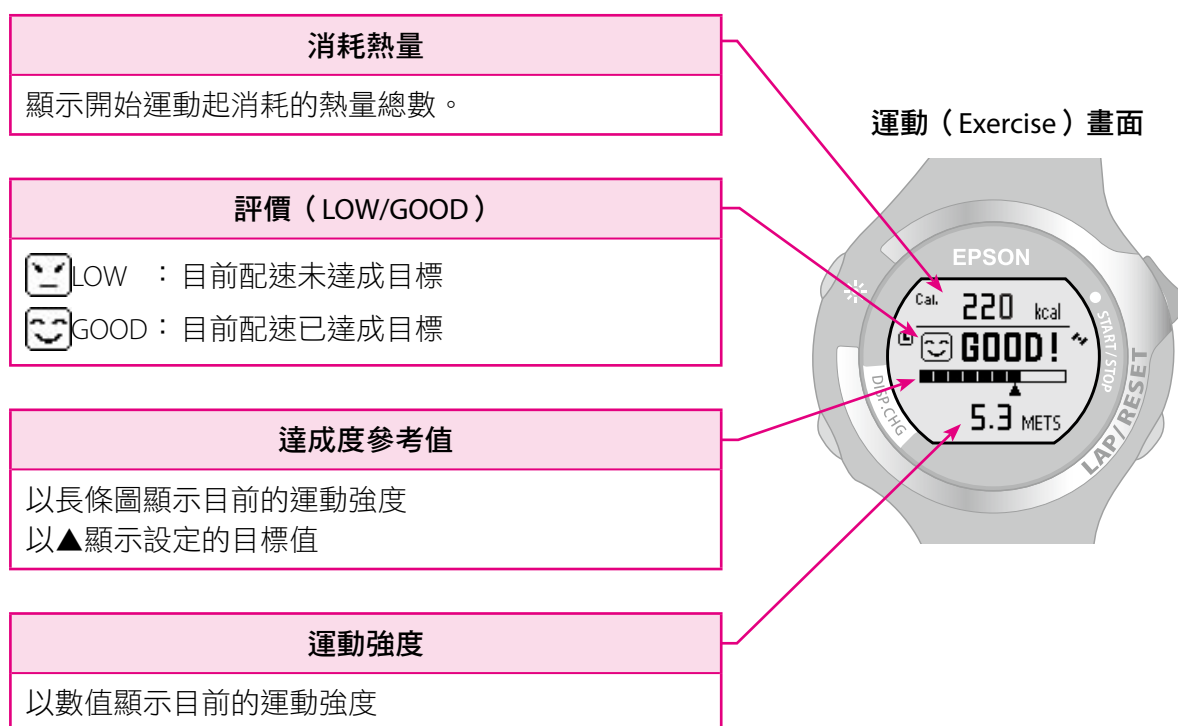 消耗熱量
顯示開始運動起消耗的熱量總數。
評價（LOW/GOOD）
LOW ：目前配速未達成目標
GOOD：目前配速已達成目標
達成度參考值
以長條圖顯示目前的運動強度
以▲顯示設定的目標值
運動強度
以數值顯示目前的運動強度
運動（Exercise）畫面
EPSON
Cal. 220 kcal
GOOD!
5.3 METS
DISP.CHG
START/STOP
LAP/RESET